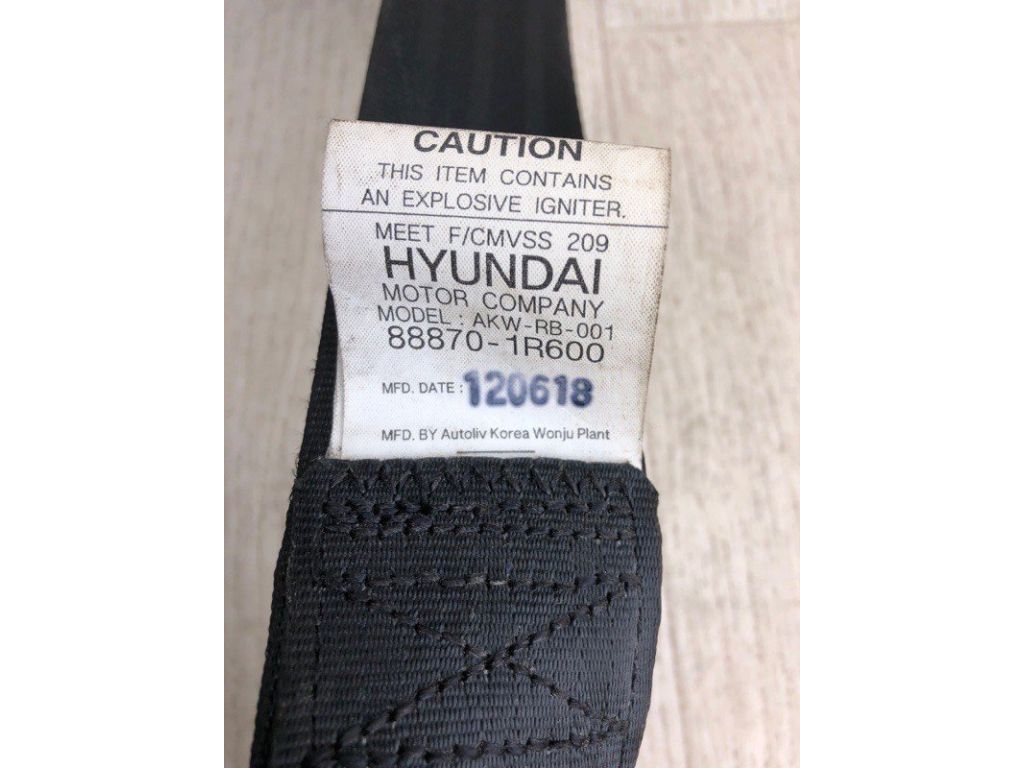 CAUTION
THIS ITEM CONTAINS
AN EXPLOSIVE IGNITER.
MEET F/CMVSS 209
HYUNDAI
MOTOR COMPANY
MODEL : AKW-RB-001
88870-1R600
MFD. DATE : 120618
MFD. BY Autoliv Korea Wonju Plant